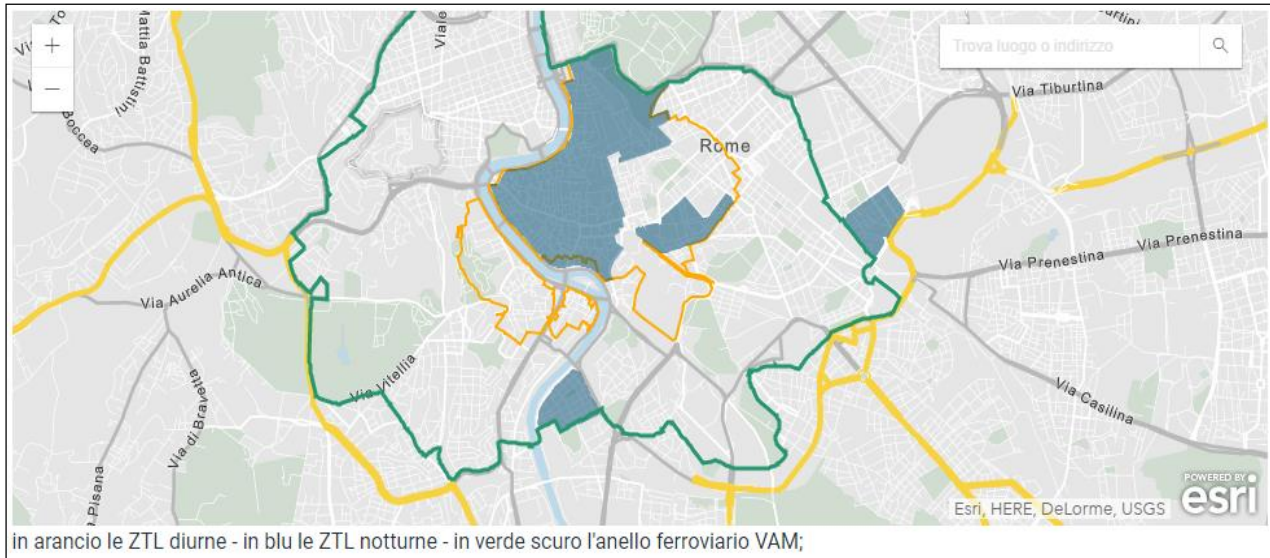 Mattia Battistini
Viale
Boccea
+
−
Trova luogo o indirizzo
Via Tiburtina
Rome
Via Prenestina
Via Prenestina
Via Aurelia Antica
Via Vitellia
Via di Bravetta
Via Casilina
Pisana
POWERED BY
esri
Esri, HERE, DeLorme, USGS
in arancio le ZTL diurne - in blu le ZTL notturne - in verde scuro l'anello ferroviario VAM;